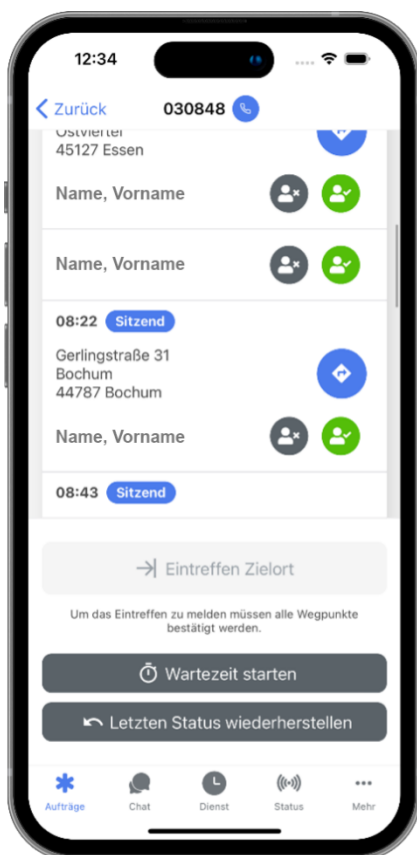 12:34
Zurück
030848
Ostviertel
45127 Essen
Name, Vorname
Name, Vorname
08:22 Sitzend
Gerlingstraße 31
Bochum
44787 Bochum
Name, Vorname
08:43 Sitzend
Eintreffen Zielort
Um das Eintreffen zu melden müssen alle Wegpunkte
bestätigt werden.
Wartezeit starten
Letzten Status wiederherstellen
Aufträge Chat Dienst Status Mehr